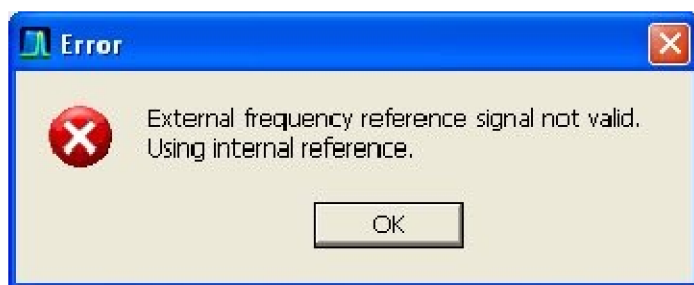 Error
External frequency reference signal not valid.
Using internal reference.
OK